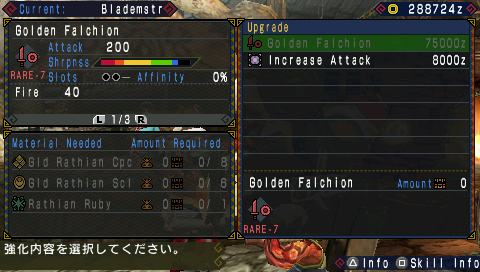 Current: Blademstr
288724z
Golden Falchion
Attack 200
Shrpnss
RARE-7
Slots ○○― Affinity 0%
Fire 40
L 1/3 R
Material Needed Amount Required
Gld Rathian Cpc 0 0/ 8
Gld Rathian Scl 0 0/ 6
Rathian Ruby 0 0/ 1
Upgrade
Golden Falchion 75000z
Increase Attack 8000z
Golden Falchion Amount 0
RARE-7
強化内容を選択してください。
△ Info □ Skill Info